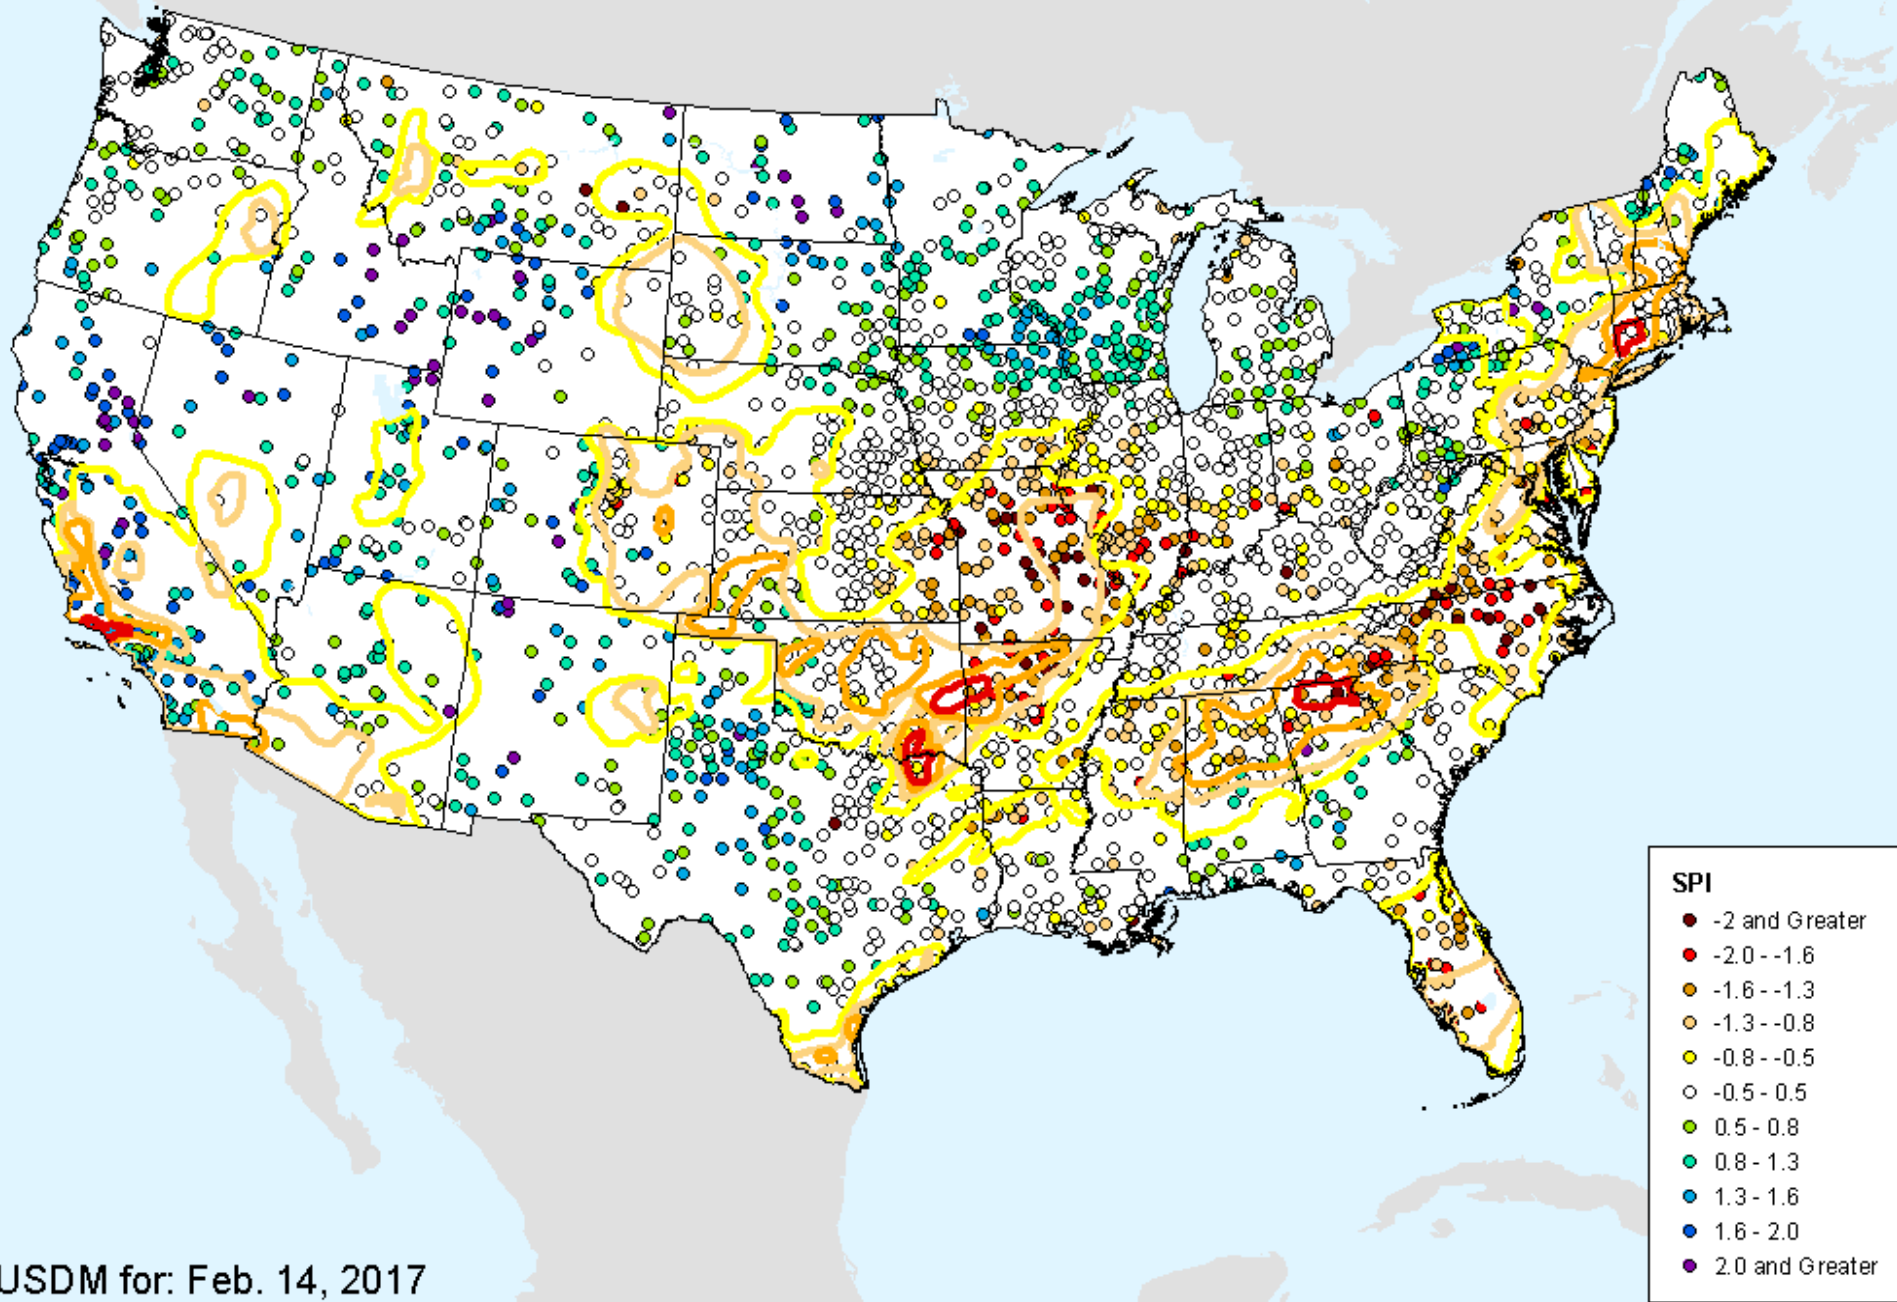 SPI
-2 and Greater
-2.0 - -1.6
-1.6 - -1.3
-1.3 - -0.8
-0.8 - -0.5
-0.5 - 0.5
0.5 - 0.8
0.8 - 1.3
1.3 - 1.6
1.6 - 2.0
2.0 and Greater
USDM for: Feb. 14, 2017